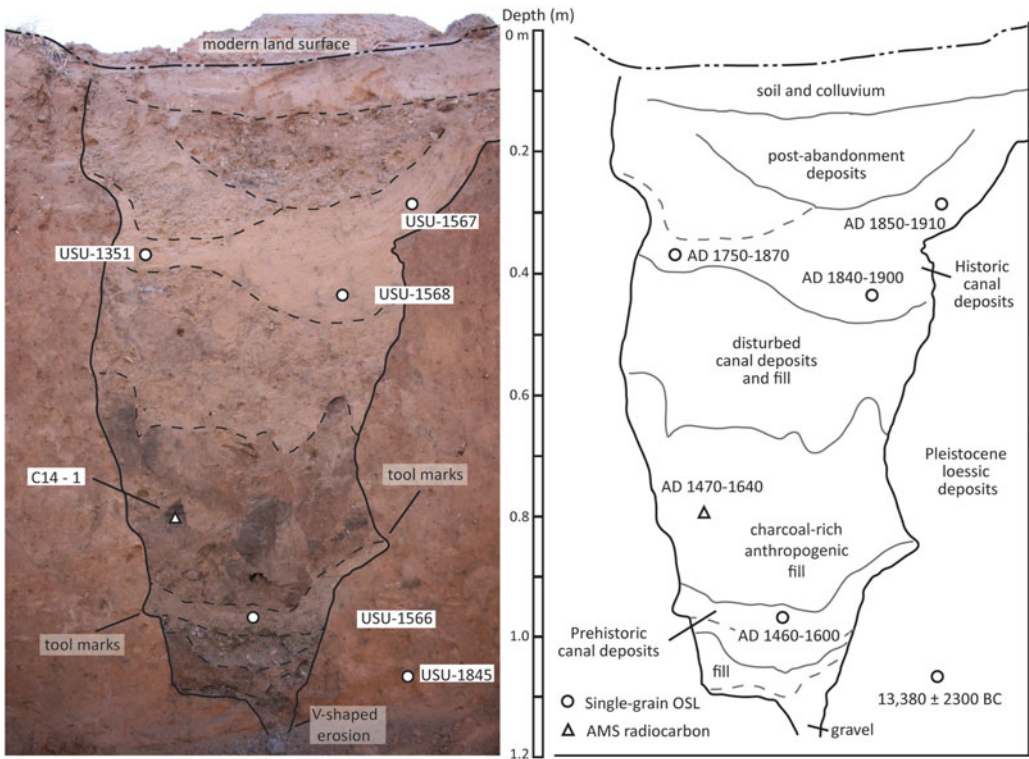 modern land surface
USU-1567
USU-1351
USU-1568
C14 - 1
tool marks
USU-1566
tool marks
USU-1845
V-shaped
erosion
Depth (m)
0 m
0.2
0.4
0.6
0.8
1.0
1.2
soil and colluvium
post-abandonment
deposits
AD 1850-1910
AD 1750-1870
AD 1840-1900
Historic
canal
deposits
disturbed
canal deposits
and fill
Pleistocene
loessic
deposits
AD 1470-1640
charcoal-rich
anthropogenic
fill
Prehistoric
canal deposits
AD 1460-1600
fill
13,380 ± 2300 BC
Single-grain OSL
AMS radiocarbon
gravel